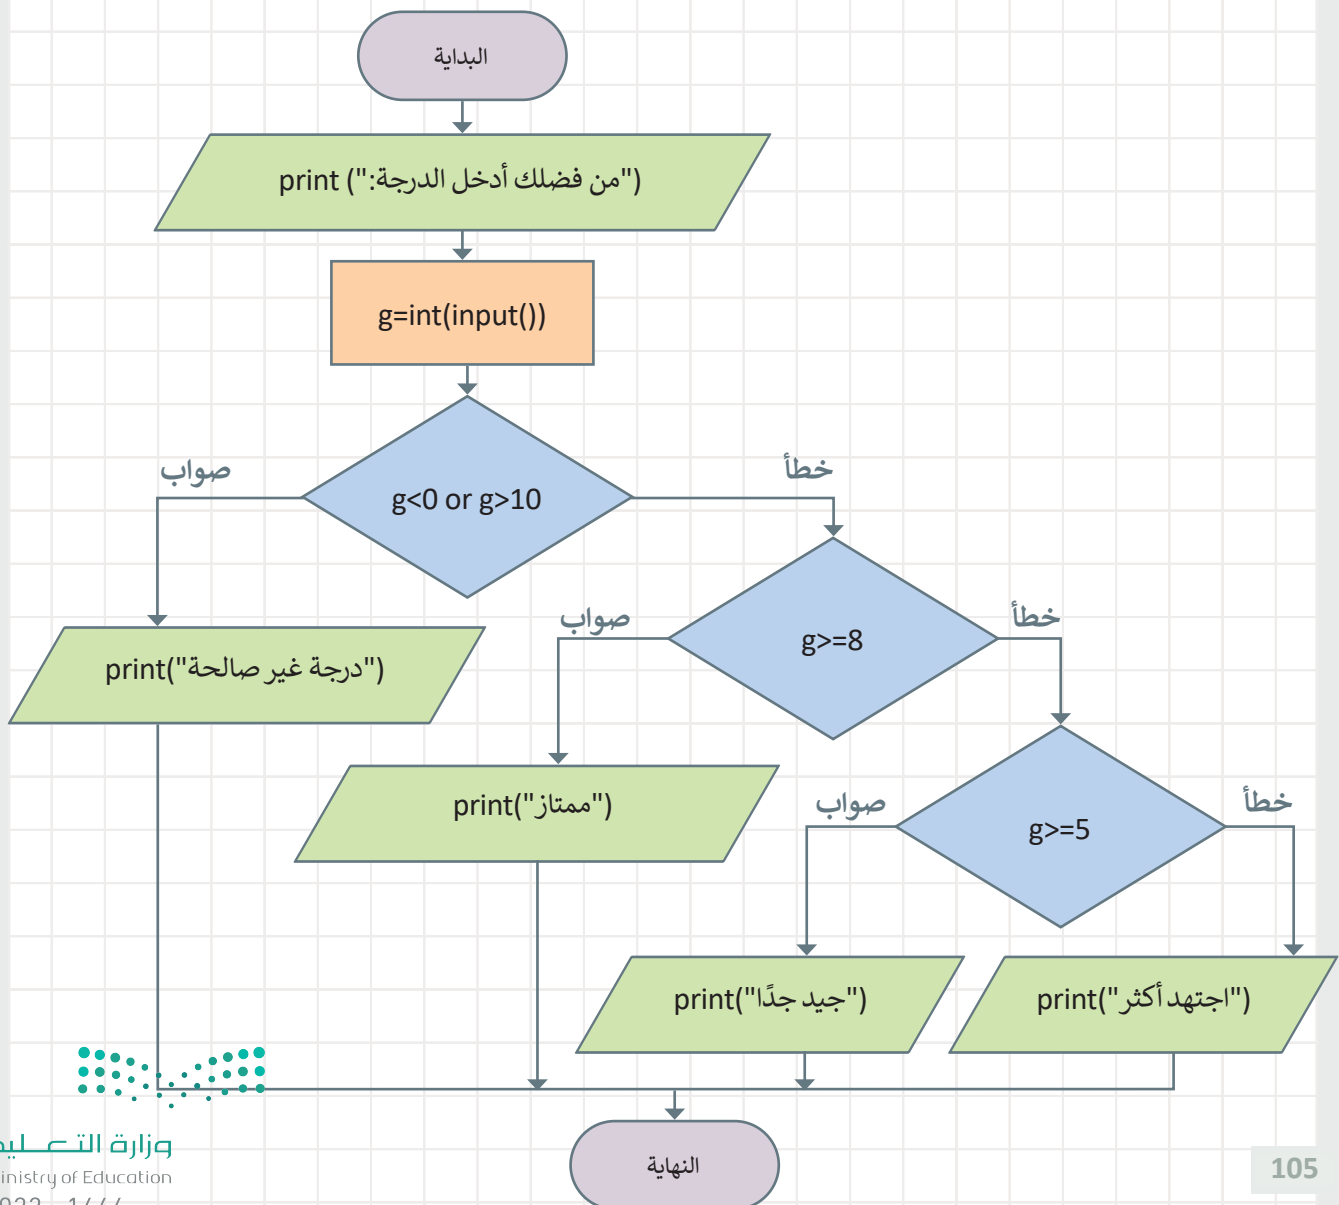 البداية
print ("من فضلك أدخل الدرجة:")
g=int(input())
صواب
خطأ
g<0 or g>10
صواب
خطأ
g>=8
print("درجة غير صالحة")
صواب
خطأ
g>=5
print("ممتاز")
print("جيد جدًا")
print("اجتهد أكثر")
النهاية
وزارة التعليم
inistry of Education
105